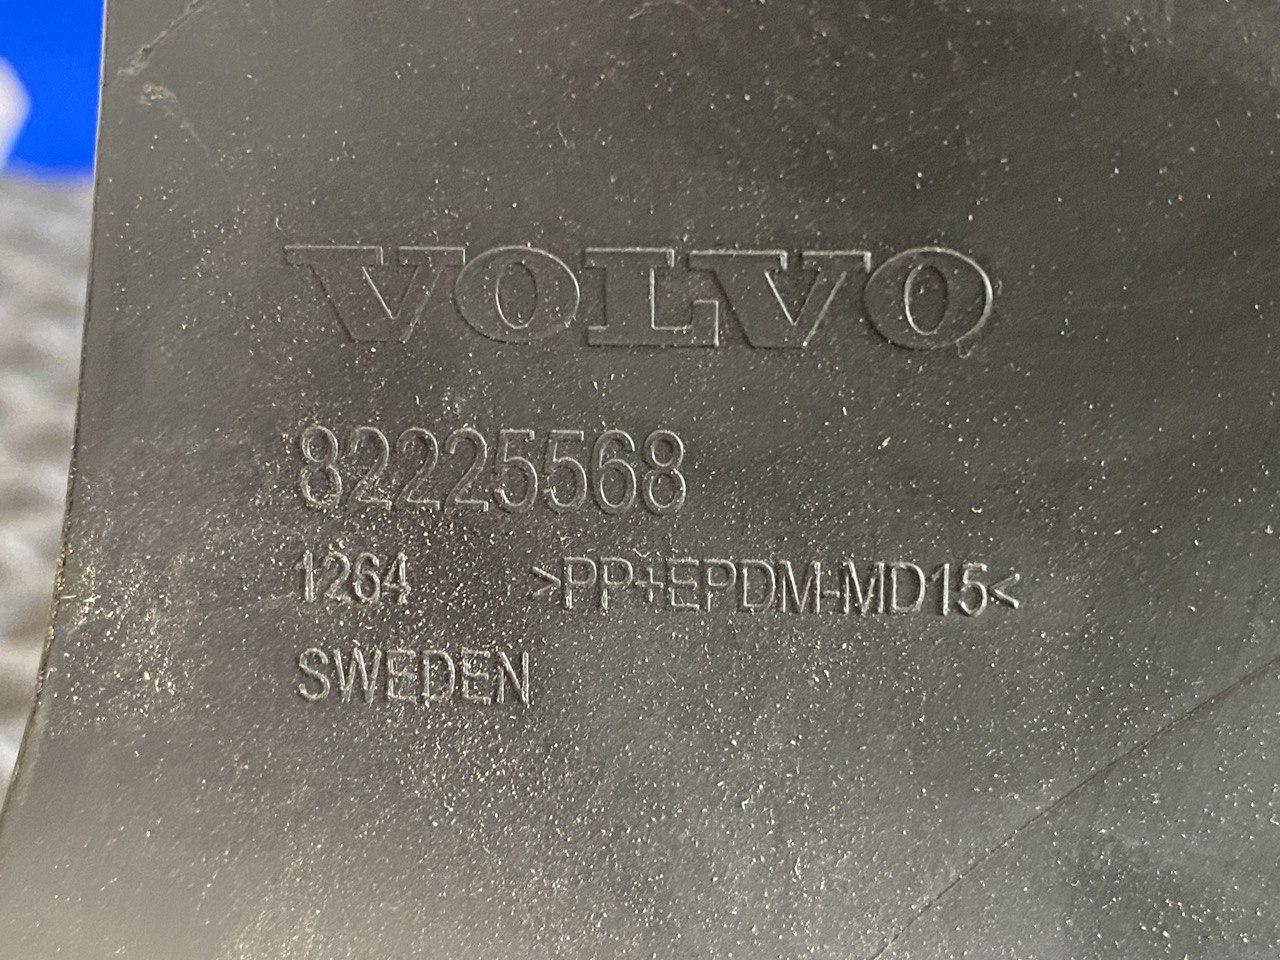 VOLVO
82225568
1264 >PP+EPDM-MD15<
SWEDEN